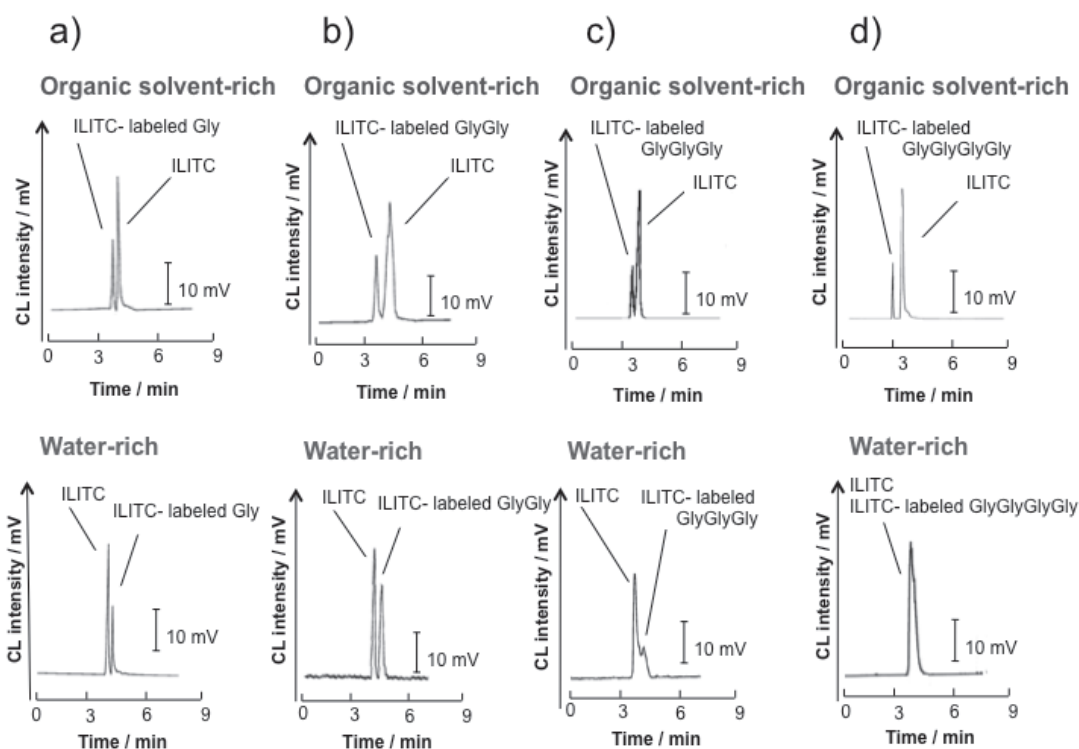 a)
Organic solvent-rich
ILITC- labeled Gly
ILITC
CL intensity / mV
10 mV
0 3 6 9
Time / min
b)
Organic solvent-rich
ILITC- labeled GlyGly
ILITC
CL intensity / mV
10 mV
0 3 6 9
Time / min
c)
Organic solvent-rich
ILITC- labeled
GlyGlyGly
ILITC
CL intensity / mV
10 mV
0 3 6 9
Time / min
d)
Organic solvent-rich
ILITC- labeled
GlyGlyGlyGly
ILITC
CL intensity / mV
10 mV
0 3 6 9
Time / min
Water-rich
ILITC
ILITC- labeled Gly
CL intensity / mV
10 mV
0 3 6 9
Time / min
Water-rich
ILITC
ILITC- labeled GlyGly
CL intensity / mV
10 mV
0 3 6 9
Time / min
Water-rich
ILITC
ILITC- labeled
GlyGlyGly
CL intensity / mV
10 mV
0 3 6 9
Time / min
Water-rich
ILITC
ILITC- labeled GlyGlyGlyGly
CL intensity / mV
10 mV
0 3 6 9
Time / min